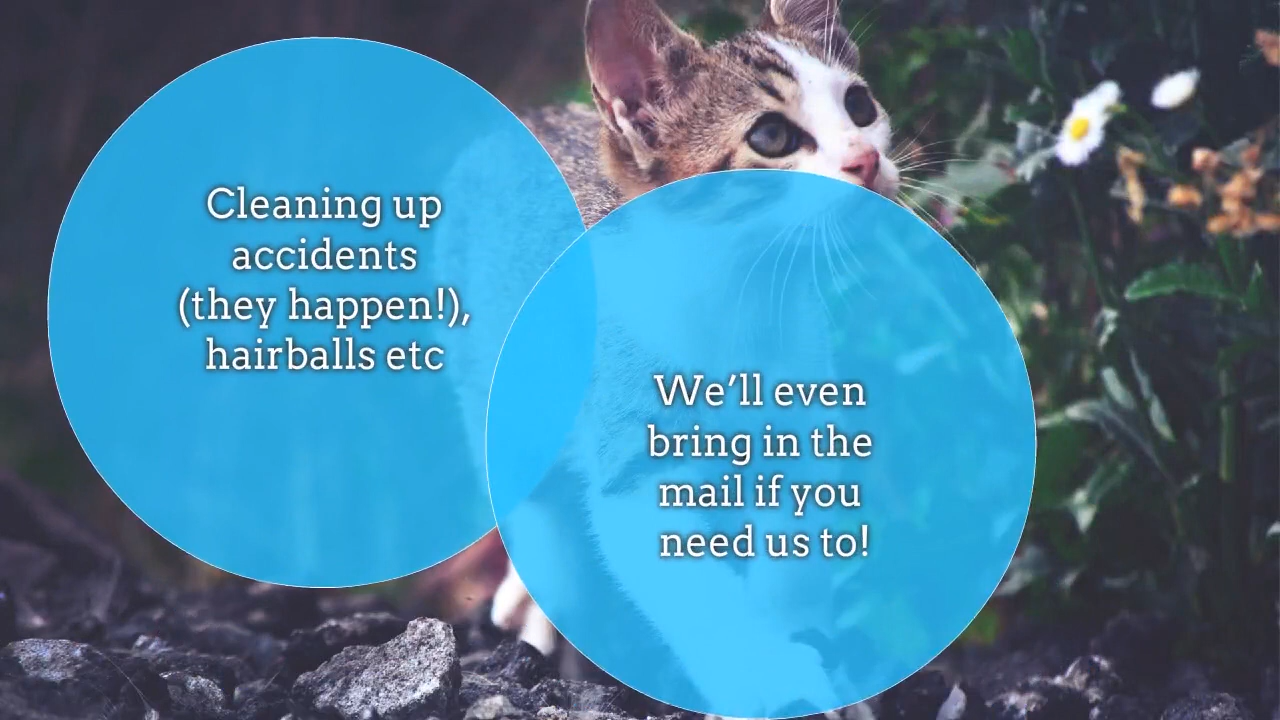 Cleaning up
accidents
(they happen!),
hairballs etc
We’ll even
bring in the
mail if you
need us to!